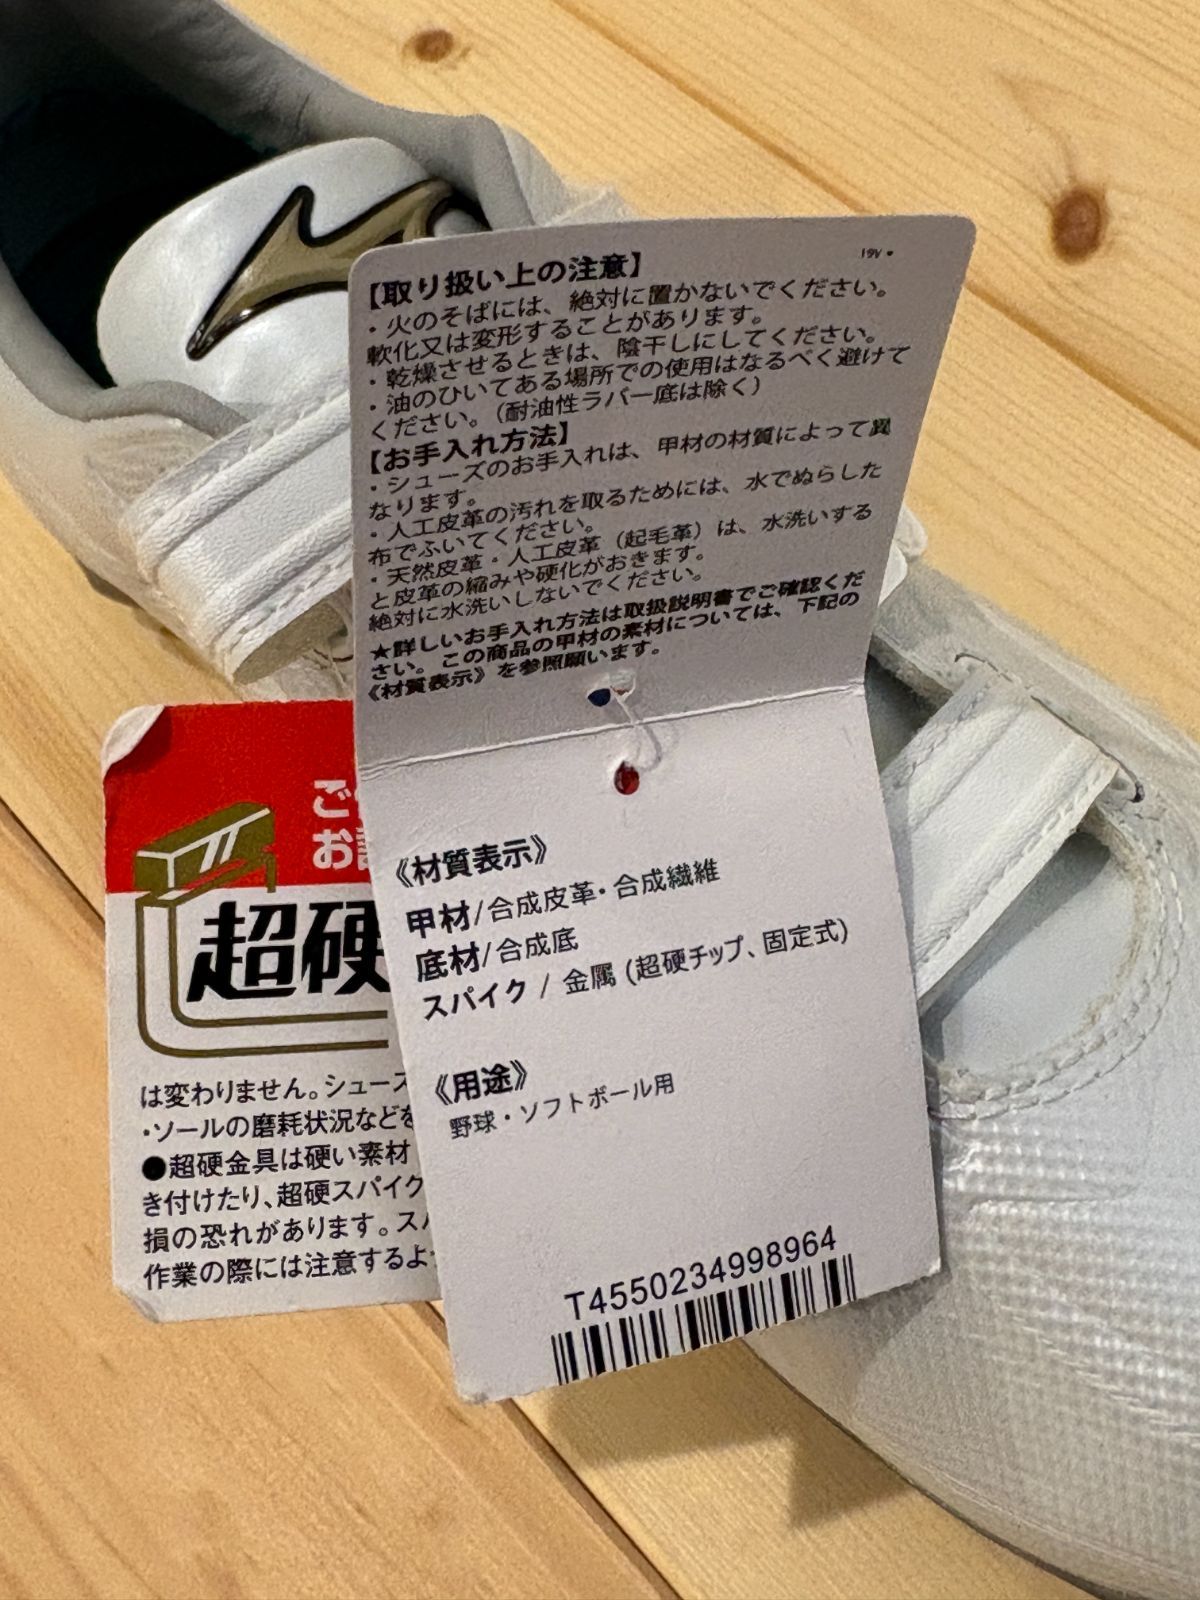 19V
【取り扱い上の注意】
・火のそばには、絶対に置かないでください。
軟化又は変形することがあります。
・乾燥させるときは、陰干しにしてください。
・油のひいてある場所での使用はなるべく避けて
ください。(耐油性ラバー底は除く)
【お手入れ方法】
・シューズのお手入れは、甲材の材質によって異
なります。
・人工皮革の汚れを取るためには、水でぬらした
布でふいてください。
・天然皮革・人工皮革(起毛革)は、水洗いする
と皮革の縮みや硬化がおきます。
絶対に水洗いしないでください。
★詳しいお手入れ方法は取扱説明書でご確認くだ
さい。この商品の甲材の素材については、下記の
《材質表示》を参照願います。
《材質表示》
甲材/合成皮革・合成繊維
底材/合成底
スパイク / 金属 (超硬チップ、固定式)
《用途》
野球・ソフトボール用
T4550234998964
ご
お
超硬
は変わりません。シューズ
・ソールの磨耗状況などを
●超硬金具は硬い素材
き付けたり、超硬スパイク
損の恐れがあります。ス
作業の際には注意するよ